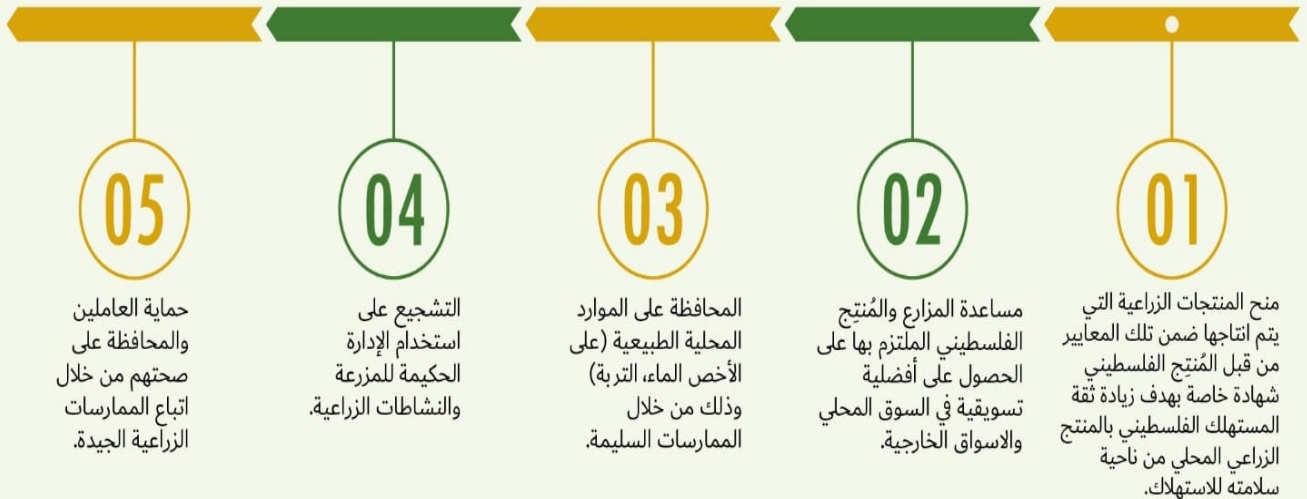 01
منح المنتجات الزراعية التي
يتم انتاجها ضمن تلك المعايير
من قبل المُنتِج الفلسطيني
شهادة خاصة بهدف زيادة ثقة
المستهلك الفلسطيني بالمنتج
الزراعي المحلي من ناحية
سلامته للاستهلاك.
02
مساعدة المزارع والمُنتِج
الفلسطيني الملتزم بها على
الحصول على أفضلية
تسويقية في السوق المحلي
والاسواق الخارجية.
03
المحافظة على الموارد
المحلية الطبيعية (على
الأخص الماء، التربة)
وذلك من خلال
الممارسات السليمة.
04
التشجيع على
استخدام الإدارة
الحكيمة للمزرعة
والنشاطات الزراعية.
05
حماية العاملين
والمحافظة على
صحتهم من خلال
اتباع الممارسات
الزراعية الجيدة.